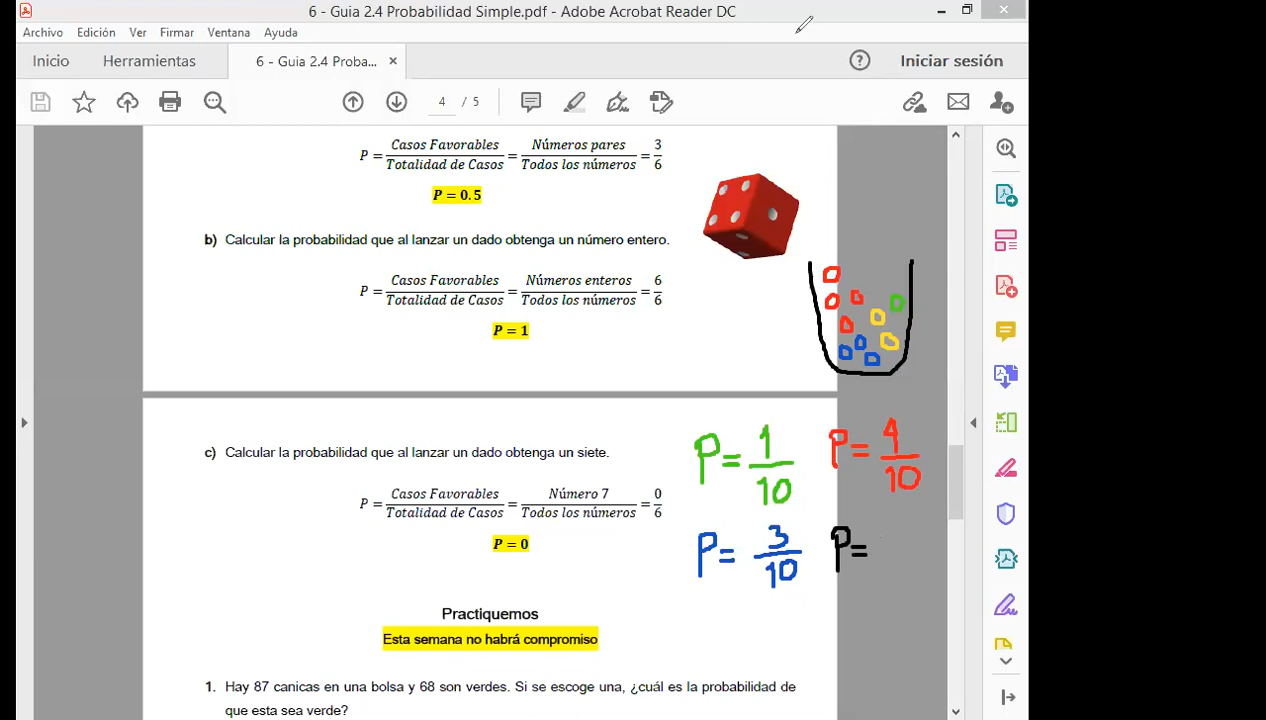 6 - Guia 2.4 Probabilidad Simple.pdf - Adobe Acrobat Reader DC
Archivo Edición Ver Firmar Ventana Ayuda
Inicio Herramientas 6 - Guia 2.4 Proba... × Iniciar sesión
4 / 5
P = Casos Favorables / Totalidad de Casos = Números pares / Todos los números = 3 / 6
P = 0.5
b) Calcular la probabilidad que al lanzar un dado obtenga un número entero.
P = Casos Favorables / Totalidad de Casos = Números enteros / Todos los números = 6 / 6
P = 1
c) Calcular la probabilidad que al lanzar un dado obtenga un siete.
P = Casos Favorables / Totalidad de Casos = Número 7 / Todos los números = 0 / 6
P = 0
P = 1 / 10
P = 4 / 10
P = 3 / 10
P =
Practiquemos
Esta semana no habrá compromiso
1. Hay 87 canicas en una bolsa y 68 son verdes. Si se escoge una, ¿cuál es la probabilidad de
que esta sea verde?